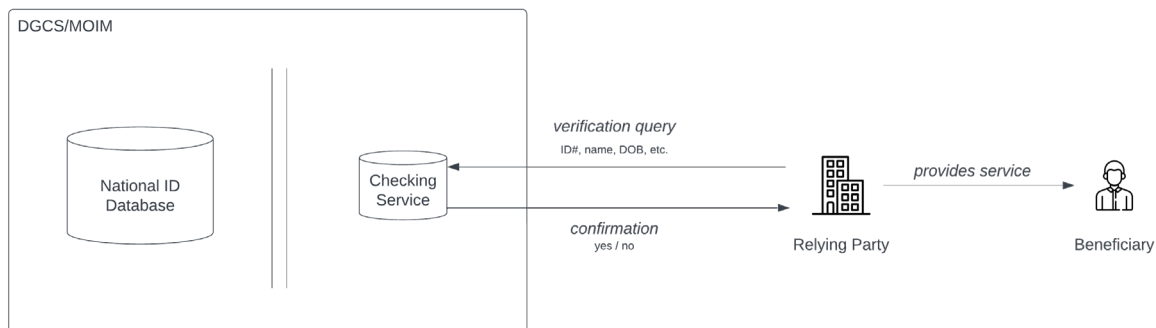 DGCS/MOIM
National ID
Database
Checking
Service
verification query
ID#, name, DOB, etc.
confirmation
yes / no
Relying Party
provides service
Beneficiary